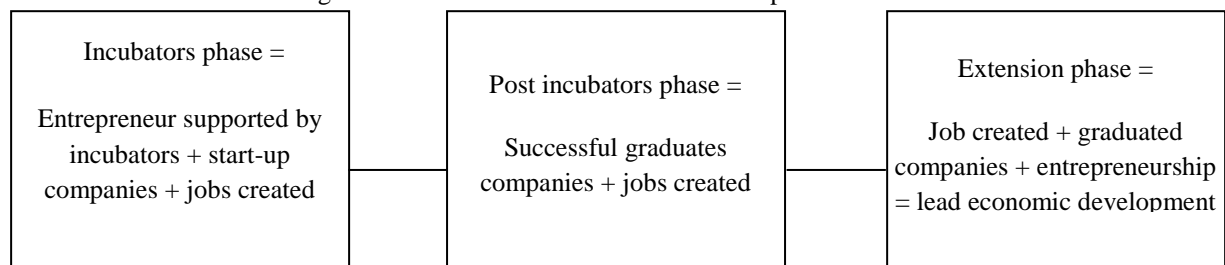 Incubators phase =
Entrepreneur supported by
incubators + start-up
companies + jobs created
Post incubators phase =
Successful graduates
companies + jobs created
Extension phase =
Job created + graduated
companies + entrepreneurship
= lead economic development